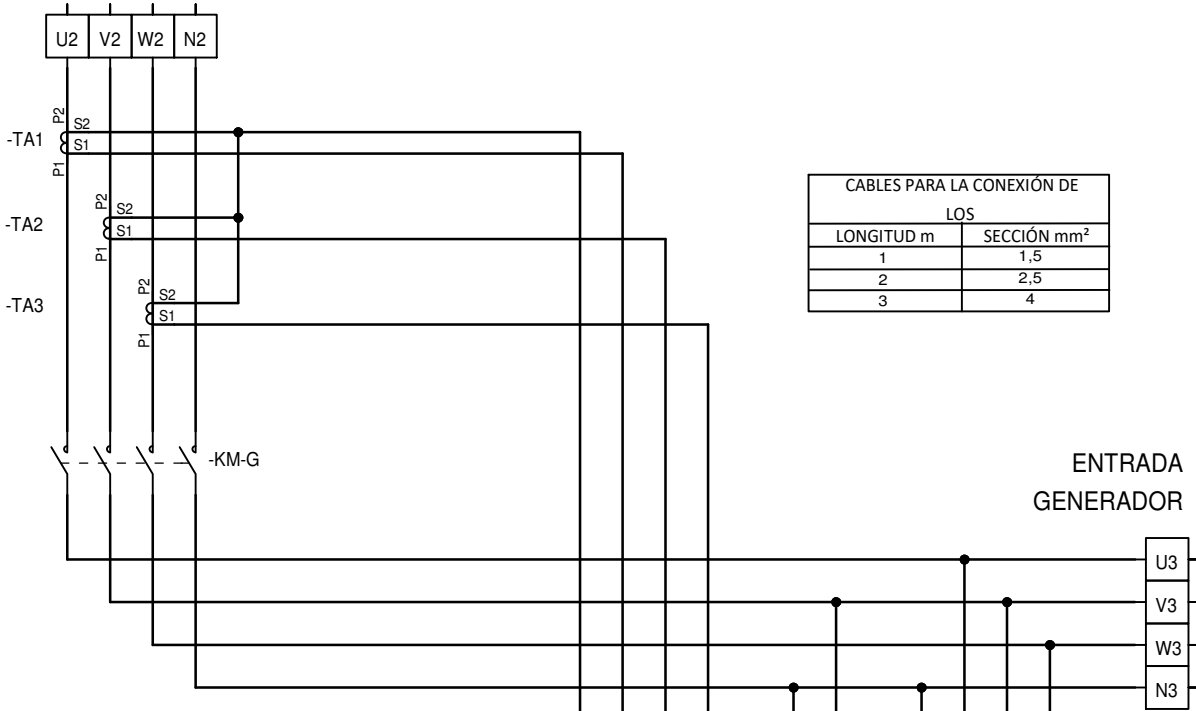 U2 V2 W2 N2
P2
S2
-TA1
S1
P1
P2
S2
-TA2
S1
P1
P2
S2
-TA3
S1
P1
CABLES PARA LA CONEXIÓN DE
LOS
LONGITUD m SECCIÓN mm²
1 1,5
2 2,5
3 4
-KM-G
ENTRADA
GENERADOR
U3
V3
W3
N3